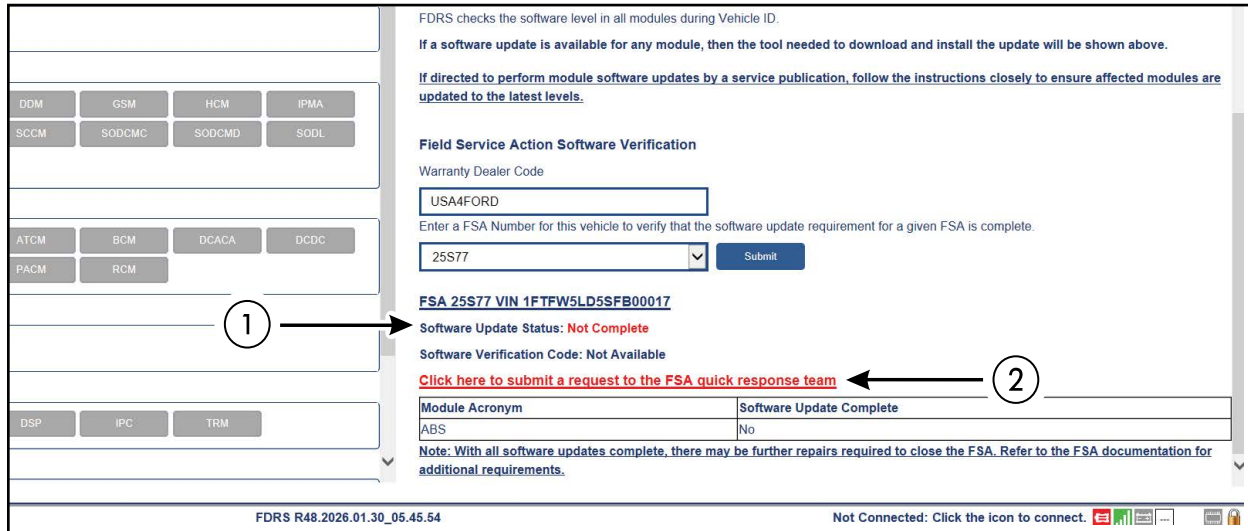 FDRS checks the software level in all modules during Vehicle ID.
If a software update is available for any module, then the tool needed to download and install the update will be shown above.
If directed to perform module software updates by a service publication, follow the instructions closely to ensure affected modules are
updated to the latest levels.
DDM GSM HCM IPMA
SCCM SODCMC SODCMD SODL
Field Service Action Software Verification
Warranty Dealer Code
USA4FORD
Enter a FSA Number for this vehicle to verify that the software update requirement for a given FSA is complete.
ATCM BCM DCACA DCDC
PACM RCM
25S77 Submit
FSA 25S77 VIN 1FTFW5LD5SFB00017
1
Software Update Status: Not Complete
Software Verification Code: Not Available
Click here to submit a request to the FSA quick response team
2
Module Acronym Software Update Complete
ABS No
DSP IPC TRM
Note: With all software updates complete, there may be further repairs required to close the FSA. Refer to the FSA documentation for
additional requirements.
FDRS R48.2026.01.30_05.45.54 Not Connected: Click the icon to connect.